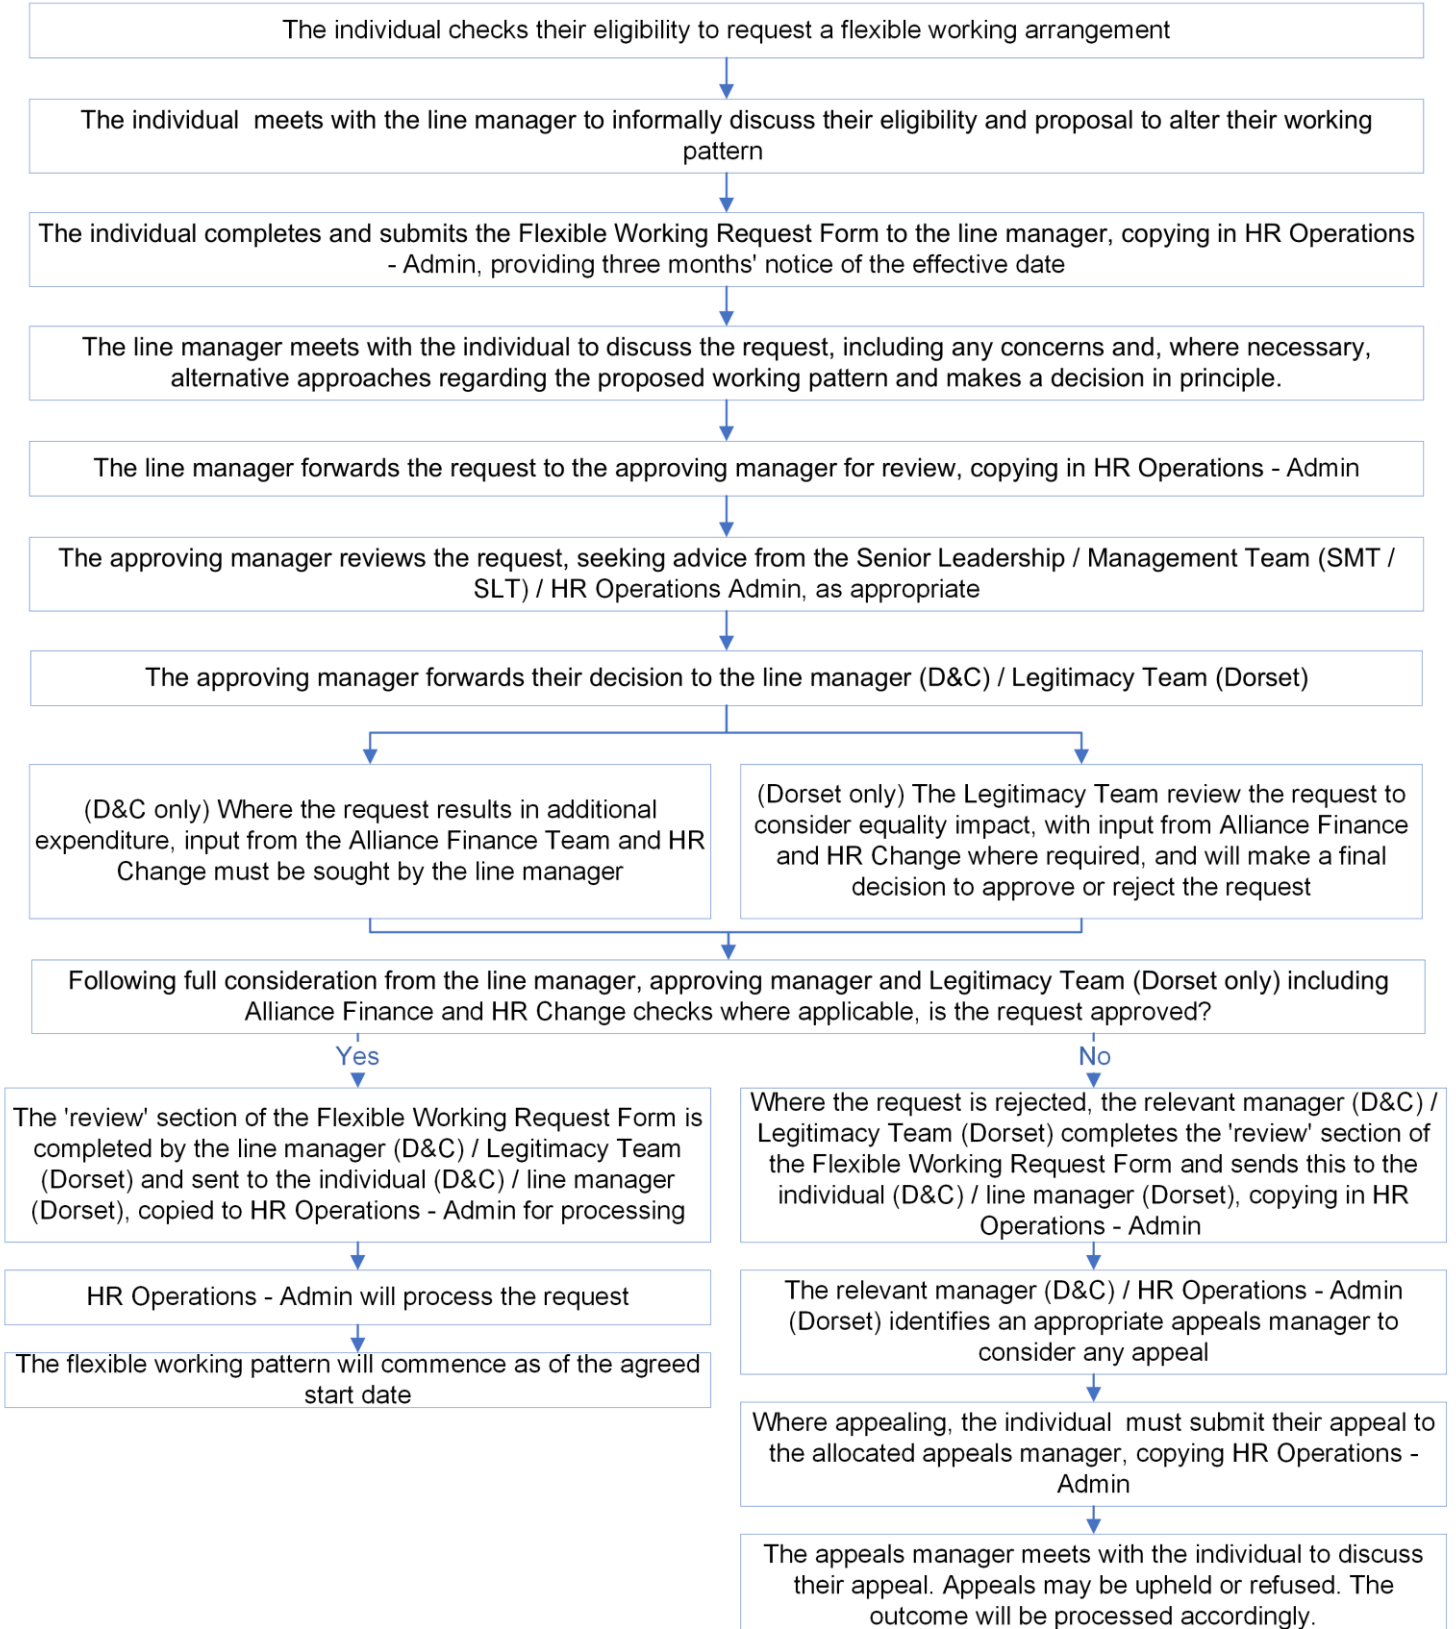 The individual checks their eligibility to request a flexible working arrangement
The individual  meets with the line manager to informally discuss their eligibility and proposal to alter their working
pattern
The individual completes and submits the Flexible Working Request Form to the line manager, copying in HR Operations
- Admin, providing three months' notice of the effective date
The line manager meets with the individual to discuss the request, including any concerns and, where necessary,
alternative approaches regarding the proposed working pattern and makes a decision in principle.
The line manager forwards the request to the approving manager for review, copying in HR Operations - Admin
The approving manager reviews the request, seeking advice from the Senior Leadership / Management Team (SMT /
SLT) / HR Operations Admin, as appropriate
The approving manager forwards their decision to the line manager (D&C) / Legitimacy Team (Dorset)
(D&C only) Where the request results in additional
expenditure, input from the Alliance Finance Team and HR
Change must be sought by the line manager
(Dorset only) The Legitimacy Team review the request to
consider equality impact, with input from Alliance Finance
and HR Change where required, and will make a final
decision to approve or reject the request
Following full consideration from the line manager, approving manager and Legitimacy Team (Dorset only) including
Alliance Finance and HR Change checks where applicable, is the request approved?
Yes
No
The 'review' section of the Flexible Working Request Form is
completed by the line manager (D&C) / Legitimacy Team
(Dorset) and sent to the individual (D&C) / line manager
(Dorset), copied to HR Operations - Admin for processing
HR Operations - Admin will process the request
The flexible working pattern will commence as of the agreed
start date
Where the request is rejected, the relevant manager (D&C) /
Legitimacy Team (Dorset) completes the 'review' section of
the Flexible Working Request Form and sends this to the
individual (D&C) / line manager (Dorset), copying in HR
Operations - Admin
The relevant manager (D&C) / HR Operations - Admin
(Dorset) identifies an appropriate appeals manager to
consider any appeal
Where appealing, the individual  must submit their appeal to
the allocated appeals manager, copying HR Operations -
Admin
The appeals manager meets with the individual to discuss
their appeal. Appeals may be upheld or refused. The
outcome will be processed accordingly.